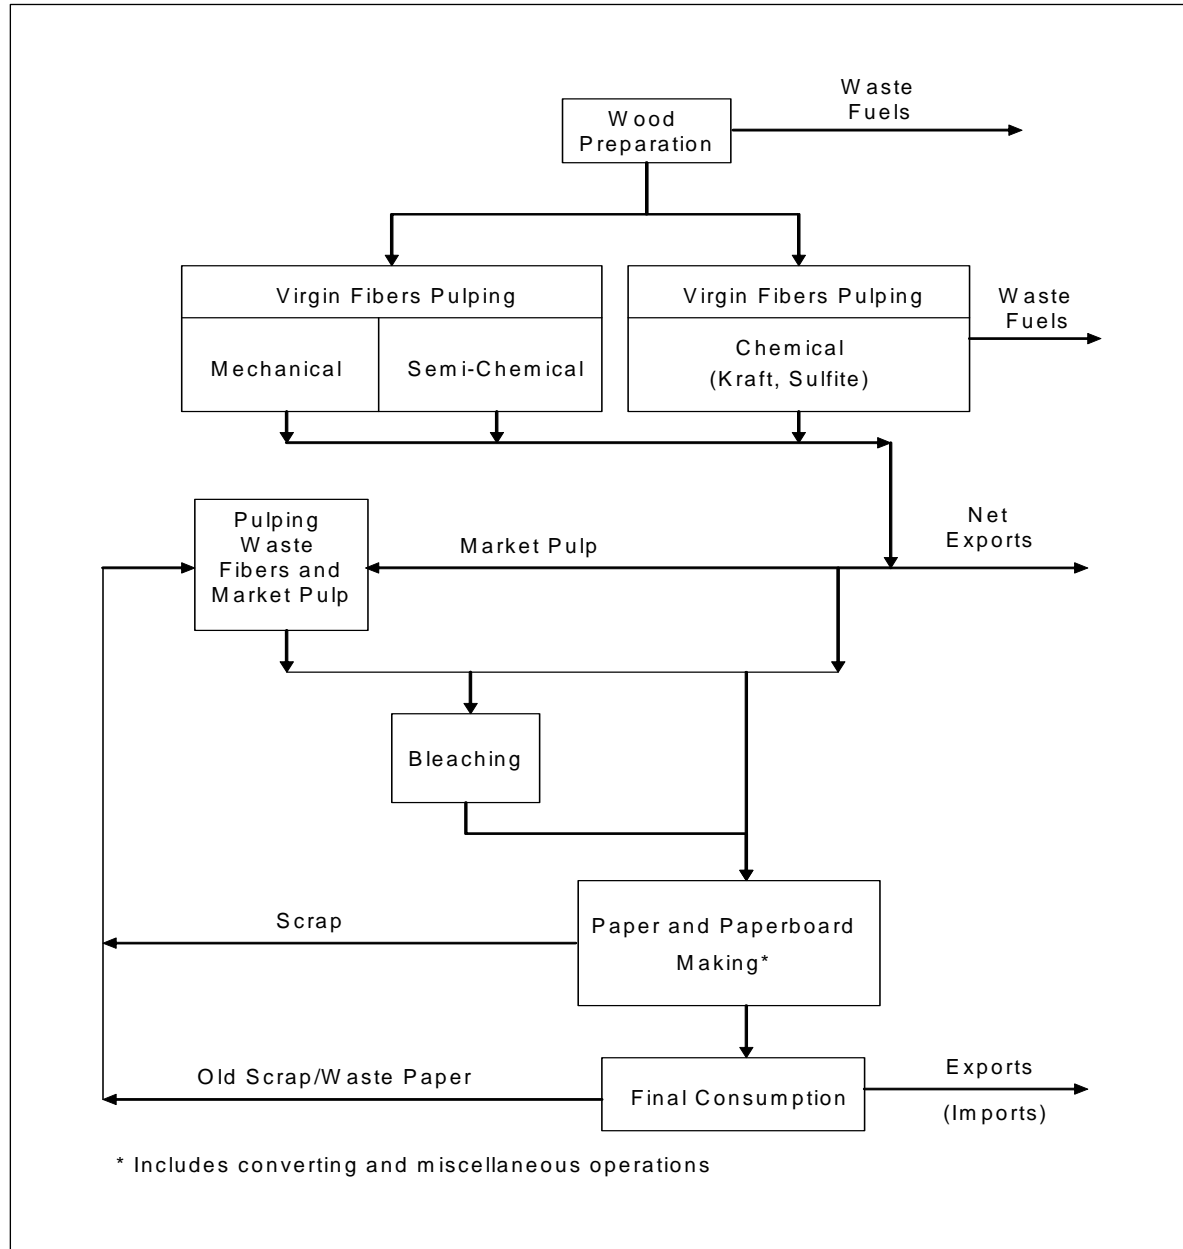 Waste
Fuels
Wood
Preparation
Virgin Fibers Pulping
Virgin Fibers Pulping
Waste
Fuels
Mechanical
Semi-Chemical
Chemical
(Kraft, Sulfite)
Pulping
Waste
Fibers and
Market Pulp
Market Pulp
Net
Exports
Bleaching
Scrap
Paper and Paperboard
Making*
Old Scrap/Waste Paper
Final Consumption
Exports
(Imports)
* Includes converting and miscellaneous operations